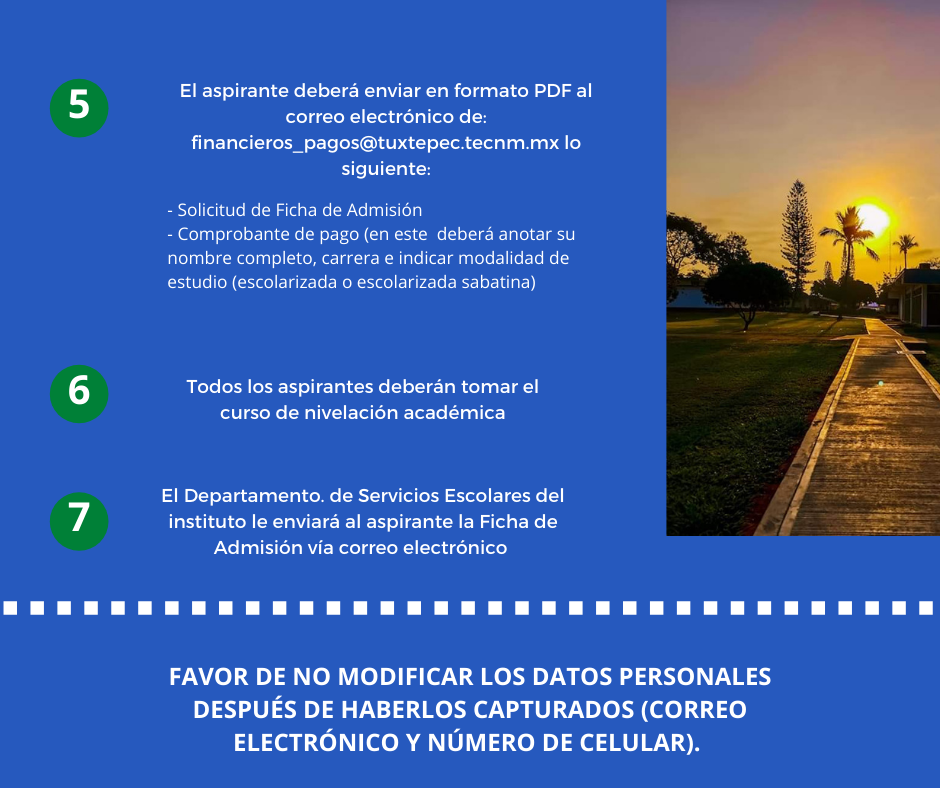 5
El aspirante deberá enviar en formato PDF al
correo electrónico de:
financieros_pagos@tuxtepec.tecnm.mx lo
siguiente:
- Solicitud de Ficha de Admisión
- Comprobante de pago (en este  deberá anotar su
nombre completo, carrera e indicar modalidad de
estudio (escolarizada o escolarizada sabatina)
6
Todos los aspirantes deberán tomar el
curso de nivelación académica
7
El Departamento. de Servicios Escolares del
instituto le enviará al aspirante la Ficha de
Admisión vía correo electrónico
FAVOR DE NO MODIFICAR LOS DATOS PERSONALES
DESPUÉS DE HABERLOS CAPTURADOS (CORREO
ELECTRÓNICO Y NÚMERO DE CELULAR).